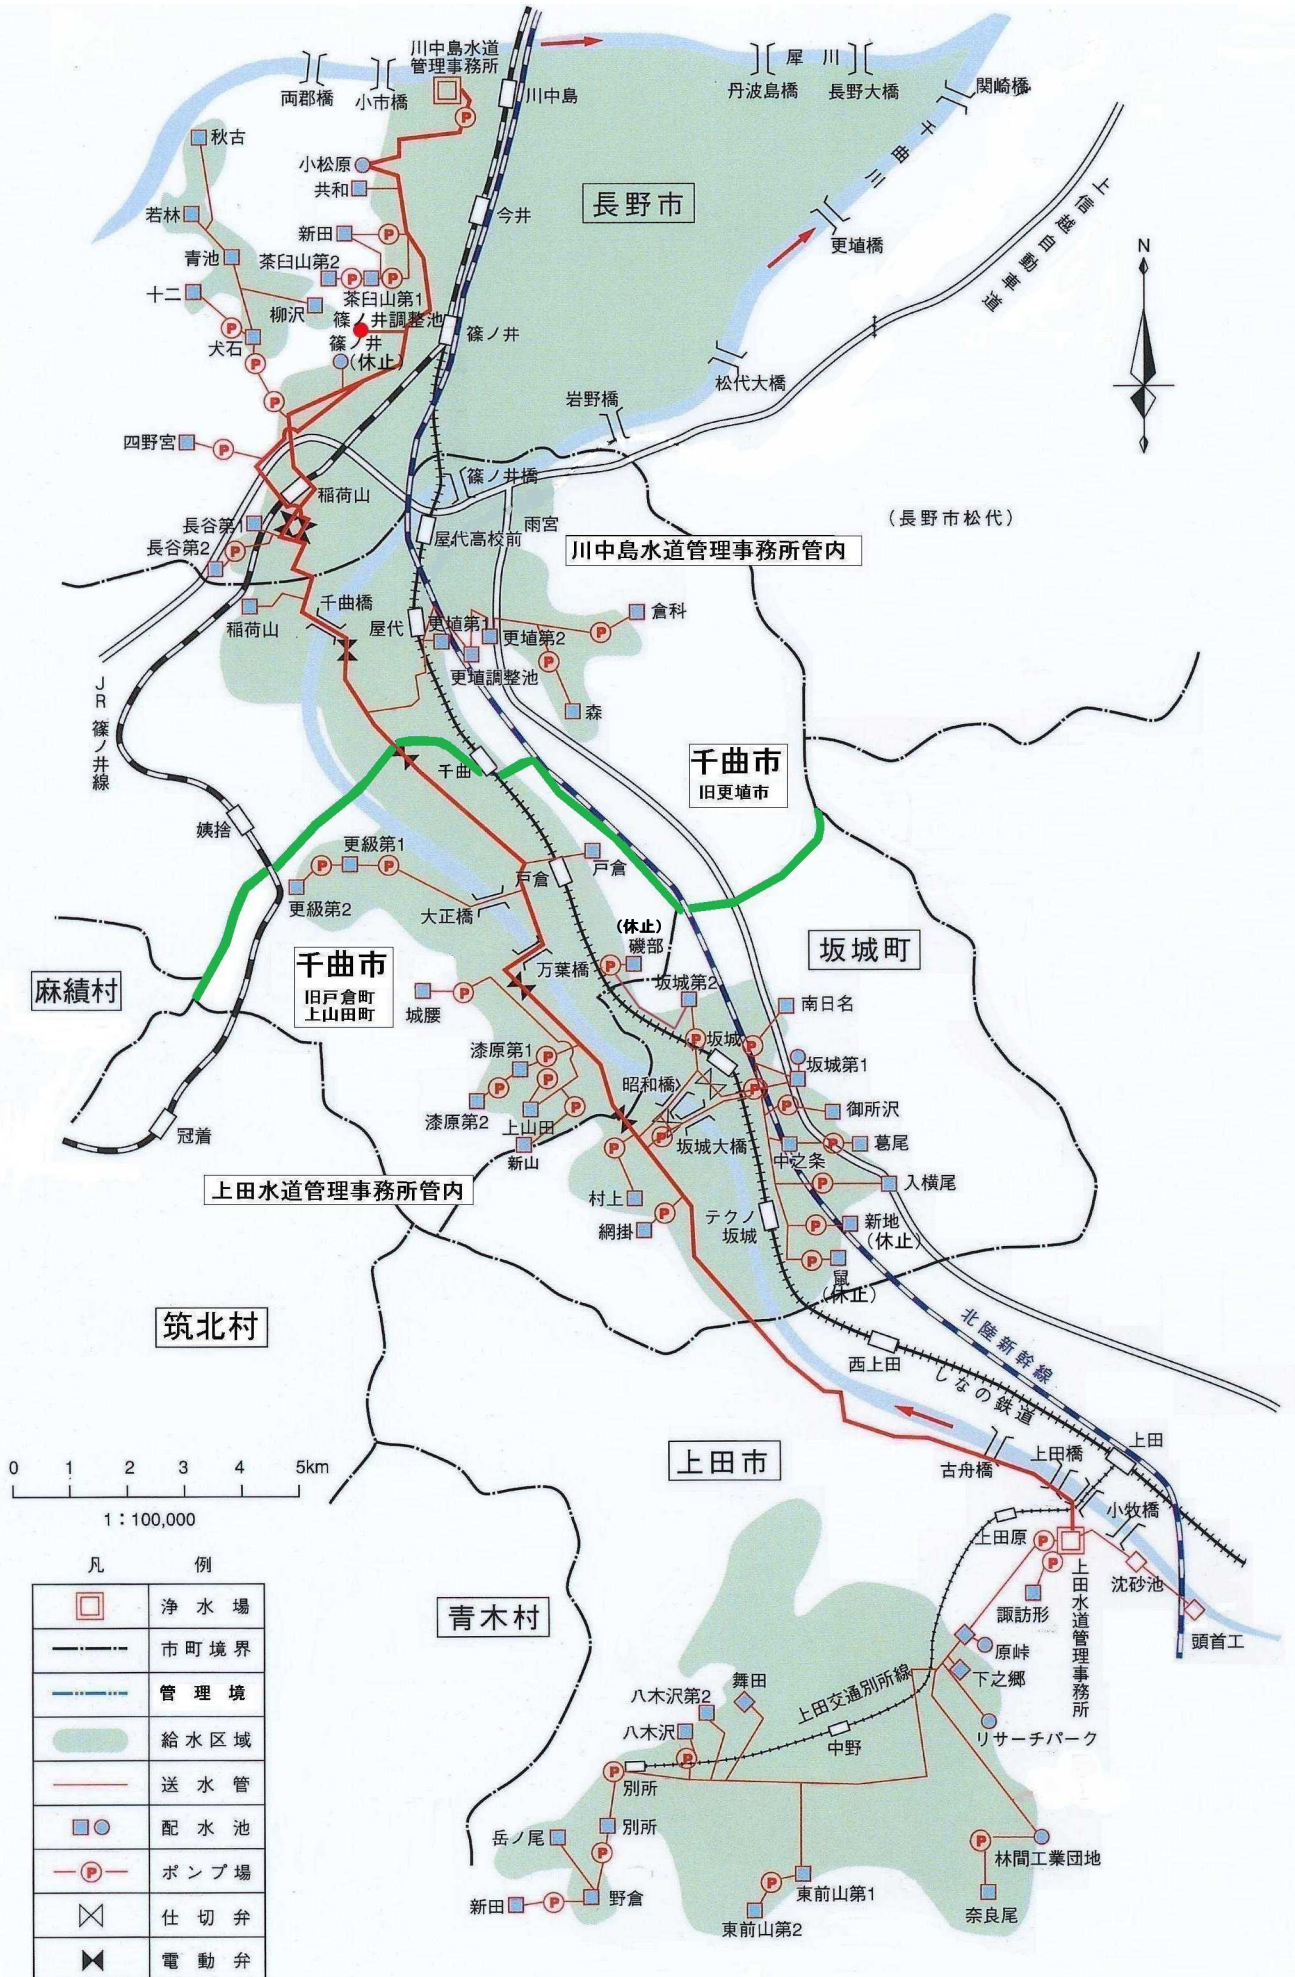 川中島水道
管理事務所
両郡橋
小市橋
川中島
丹波島橋
犀川
長野大橋
関崎橋
千曲川
秋古
小松原
共和
長野市
今井
若林
新田
更埴橋
上信越自動車道
N
青池
茶臼山第2
茶臼山第1
十二
柳沢
篠ノ井調整池
篠ノ井
(休止)
篠ノ井
犬石
松代大橋
岩野橋
四野宮
篠ノ井橋
稲荷山
長谷第1
長谷第2
屋代高校前
雨宮
(長野市松代)
川中島水道管理事務所管内
千曲橋
稲荷山
屋代
更埴第1
更埴第2
倉科
更埴調整池
森
JR篠ノ井線
千曲
千曲市
旧更埴市
姨捨
更級第1
更級第2
戸倉
戸倉
大正橋
(休止)
磯部
坂城町
麻績村
千曲市
旧戸倉町
上山田町
万葉橋
坂城第2
城腰
南日名
漆原第1
坂城
坂城第1
昭和橋
漆原第2
上山田
御所沢
冠着
新山
坂城大橋
中之条
葛尾
上田水道管理事務所管内
村上
入横尾
網掛
テクノ
坂城
新地
(休止)
鼠
(休止)
筑北村
北陸新幹線
西上田
しなの鉄道
上田市
古舟橋
上田橋
上田
小牧橋
0 1 2 3 4 5km
1：100,000
上田原
沈砂池
諏訪形
上田水道管理事務所
頭首工
青木村
原峠
下之郷
舞田
八木沢第2
八木沢
上田交通別所線
中野
リサーチパーク
別所
別所
岳ノ尾
林間工業団地
新田
野倉
東前山第1
東前山第2
奈良尾
凡例
浄水場
市町境界
管理境
給水区域
送水管
配水池
P ポンプ場
仕切弁
電動弁